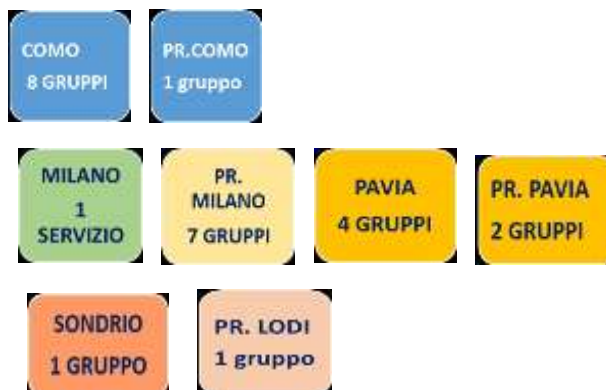 COMO
8 GRUPPI
PR.COMO
1 gruppo
MILANO
1
SERVIZIO
PR.
MILANO
7 GRUPPI
PAVIA
4 GRUPPI
PR. PAVIA
2 GRUPPI
SONDRIO
1 GRUPPO
PR. LODI
1 gruppo